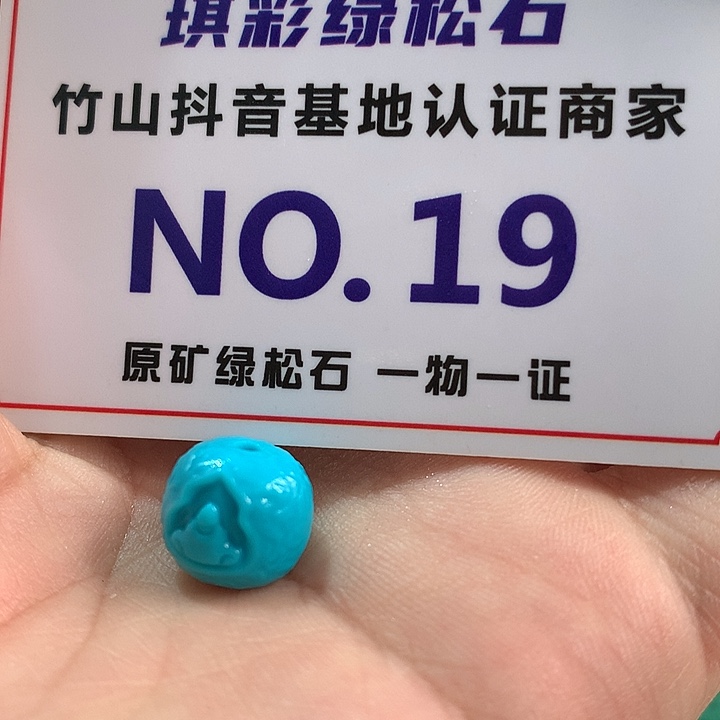 琪彩绿松石
竹山抖音基地认证商家
NO.19
原矿绿松石 一物一证